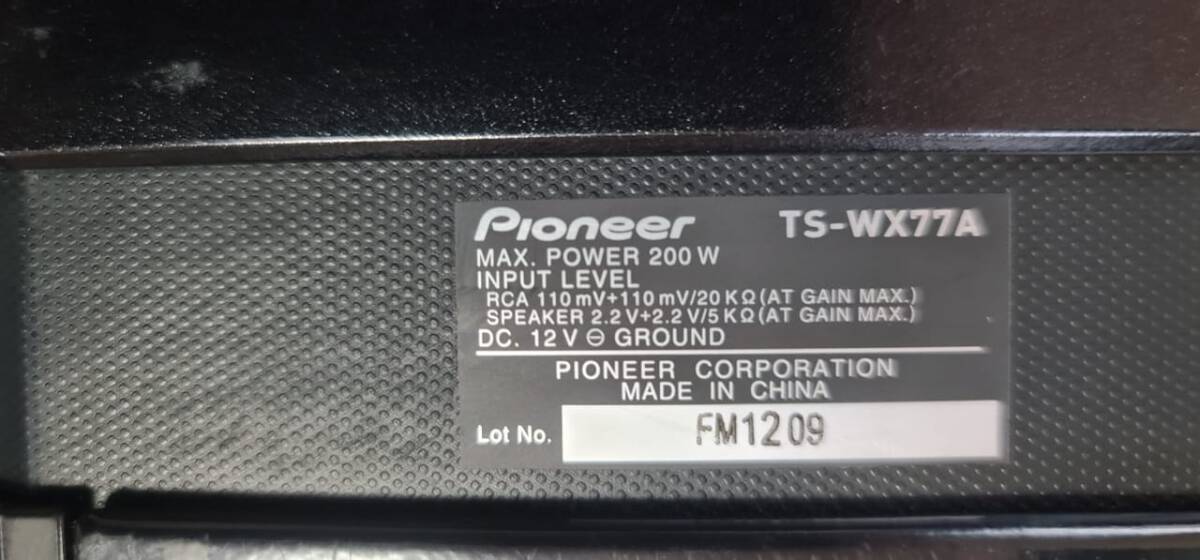 Pioneer TS-WX77A
MAX. POWER 200 W
INPUT LEVEL
RCA 110 mV+110 mV/20 KΩ (AT GAIN MAX.)
SPEAKER 2.2 V+2.2 V/5 KΩ (AT GAIN MAX.)
DC. 12 V ⊖ GROUND
PIONEER CORPORATION
MADE IN CHINA
Lot No. FM1209